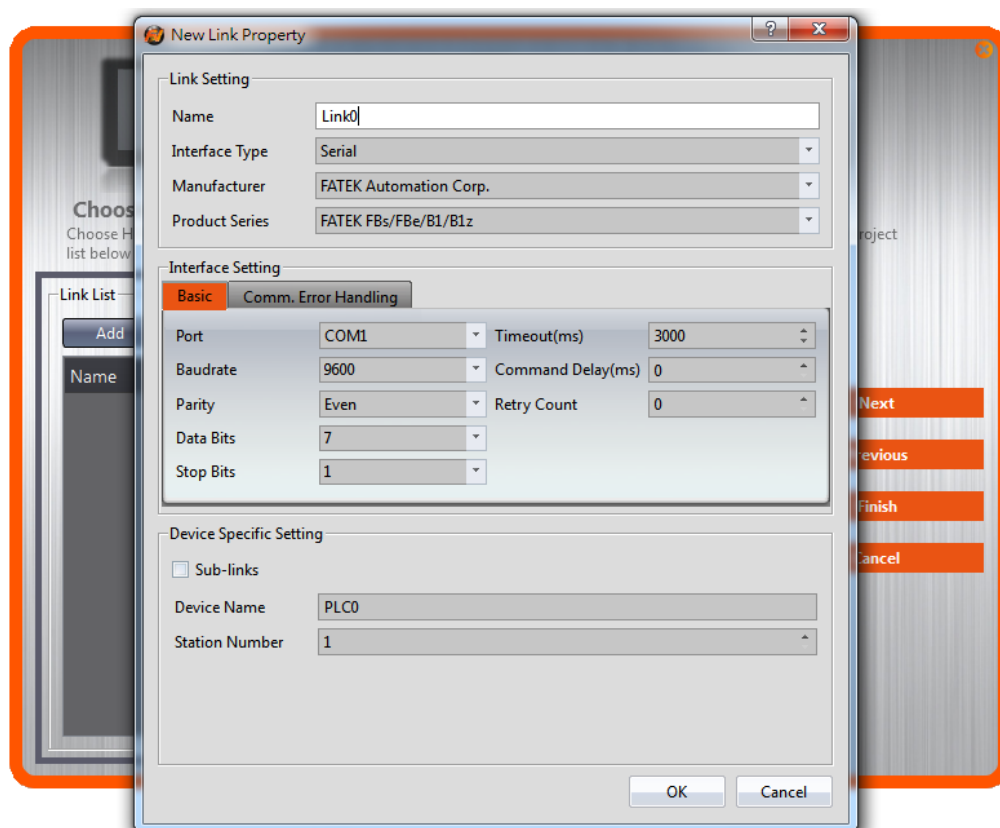 New Link Property
?
Link Setting
Name Link0
Interface Type Serial
Manufacturer FATEK Automation Corp.
Product Series FATEK FBs/FBe/B1/B1z
Interface Setting
Basic Comm. Error Handling
Port COM1 Timeout(ms) 3000
Baudrate 9600 Command Delay(ms) 0
Parity Even Retry Count 0
Data Bits 7
Stop Bits 1
Device Specific Setting
Sub-links
Device Name PLC0
Station Number 1
OK Cancel
Choos
Choose H
list below
roject
Link List
Add
Name
Next
revious
Finish
Cancel